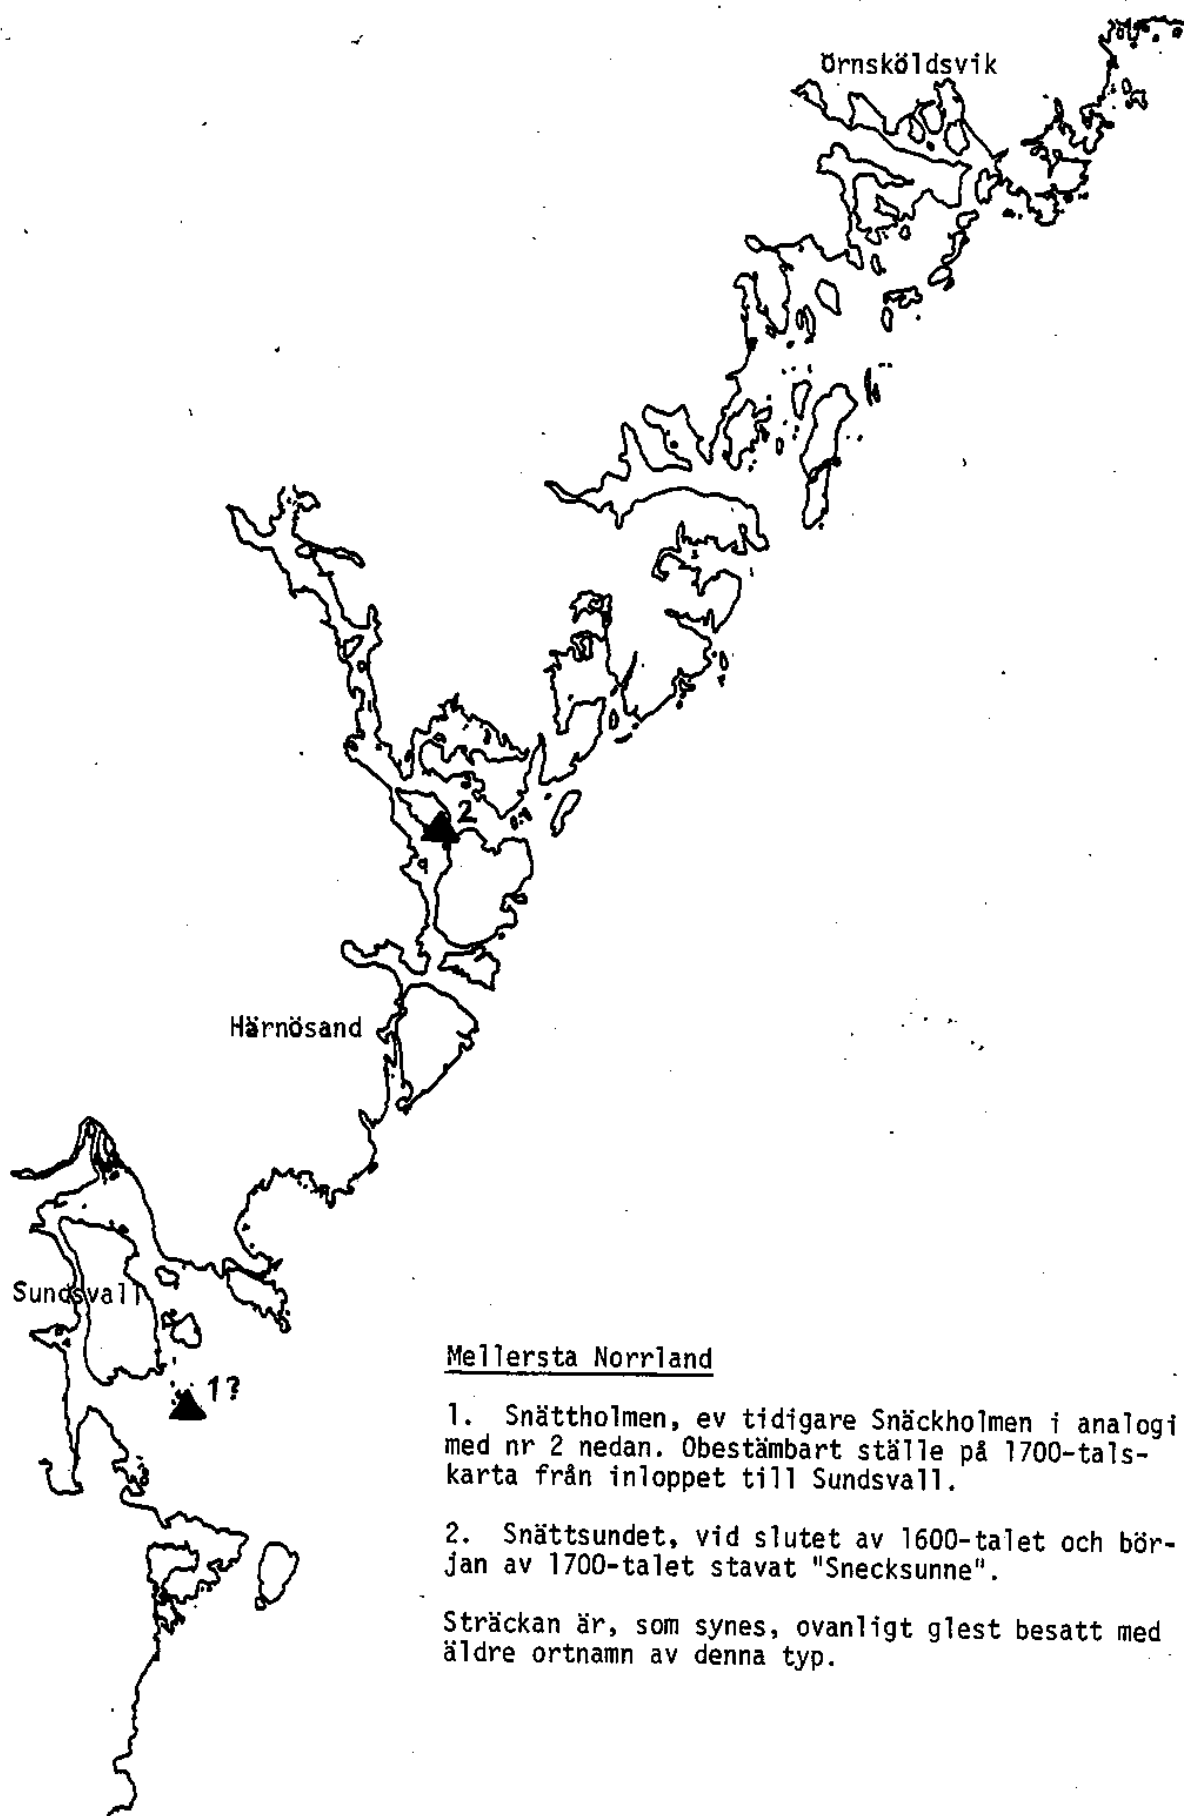 Örnsköldsvik
2
Härnösand
Sundsvall
1?
Mellersta Norrland
1. Snättholmen, ev tidigare Snäckholmen i analogi
med nr 2 nedan. Obestämbart ställe på 1700-tals-
karta från inloppet till Sundsvall.
2. Snättsundet, vid slutet av 1600-talet och bör-
jan av 1700-talet stavat "Snecksunne".
Sträckan är, som synes, ovanligt glest besatt med
äldre ortnamn av denna typ.